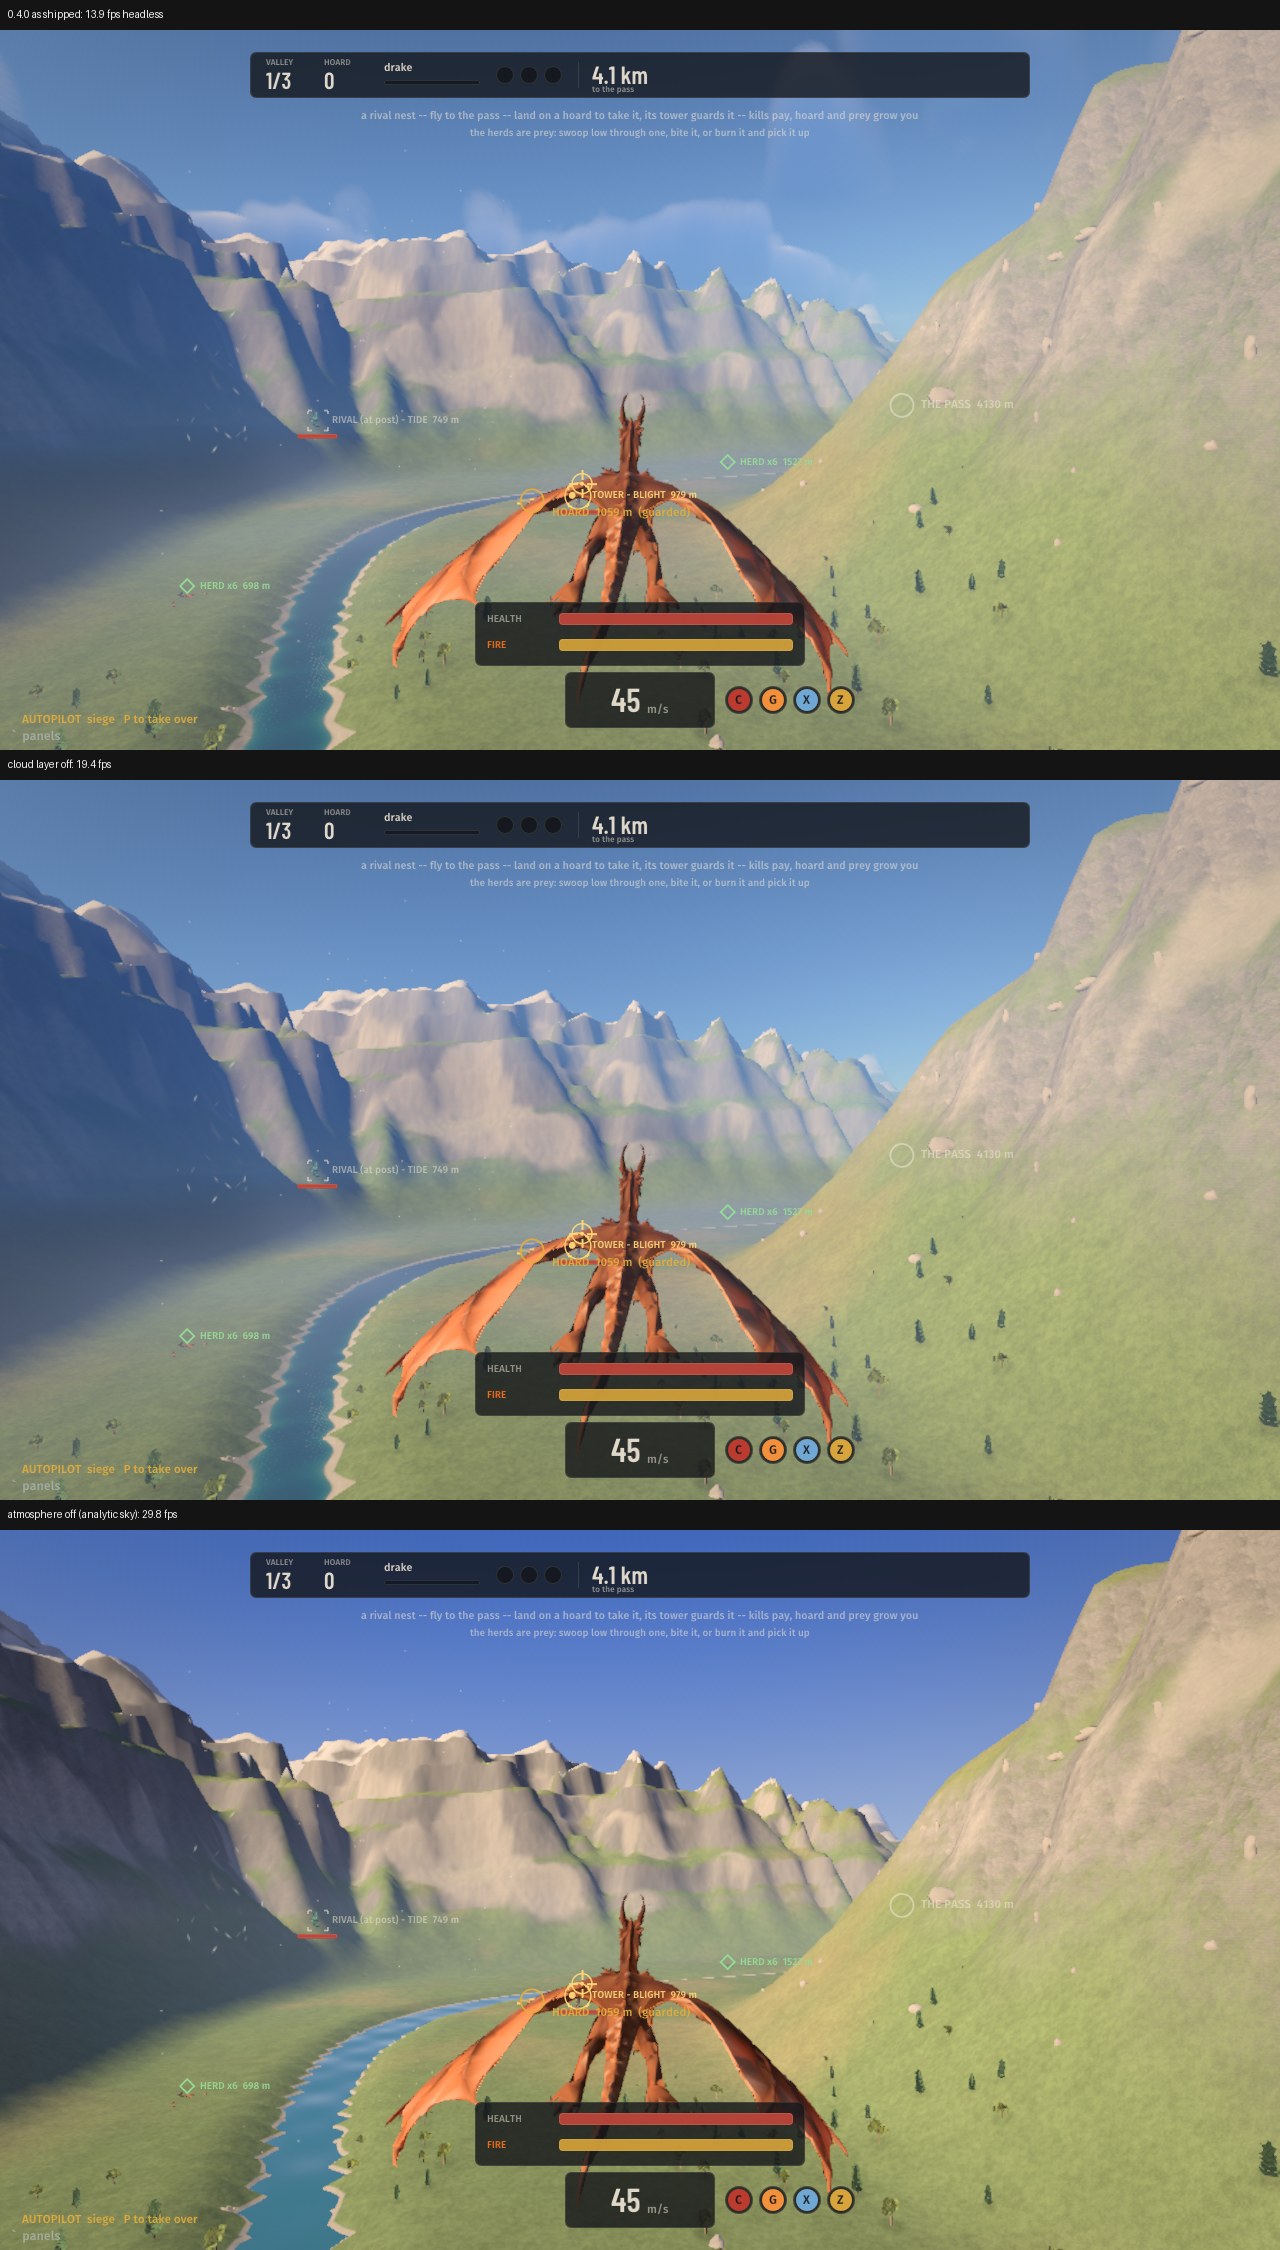 0.4.0 as shipped: 13.9 fps headless
VALLEY HOARD drake 4.1 km
1/3 0 to the pass
a rival nest -- fly to the pass -- land on a hoard to take it, its tower guards it -- kills pay, hoard and prey grow you
the herds are prey: swoop low through one, bite it, or burn it and pick it up
THE PASS 4130 m
RIVAL (at post) - TIDE 749 m
HERD x6
TOWER - BLIGHT 979 m
HOARD 1059 m (guarded)
HERD x6 698 m
HEALTH
FIRE
45 m/s C G X Z
AUTOPILOT siege P to take over
panels
cloud layer off: 19.4 fps
VALLEY HOARD drake 4.1 km
1/3 0 to the pass
a rival nest -- fly to the pass -- land on a hoard to take it, its tower guards it -- kills pay, hoard and prey grow you
the herds are prey: swoop low through one, bite it, or burn it and pick it up
THE PASS 4130 m
RIVAL (at post) - TIDE 749 m
HERD x6
TOWER - BLIGHT 979 m
HOARD 1059 m (guarded)
HERD x6 698 m
HEALTH
FIRE
45 m/s C G X Z
AUTOPILOT siege P to take over
panels
atmosphere off (analytic sky): 29.8 fps
VALLEY HOARD drake 4.1 km
1/3 0 to the pass
a rival nest -- fly to the pass -- land on a hoard to take it, its tower guards it -- kills pay, hoard and prey grow you
the herds are prey: swoop low through one, bite it, or burn it and pick it up
THE PASS 4130 m
RIVAL (at post) - TIDE 749 m
HERD x6
TOWER - BLIGHT 979 m
HOARD 1059 m (guarded)
HERD x6 698 m
HEALTH
FIRE
45 m/s C G X Z
AUTOPILOT siege P to take over
panels